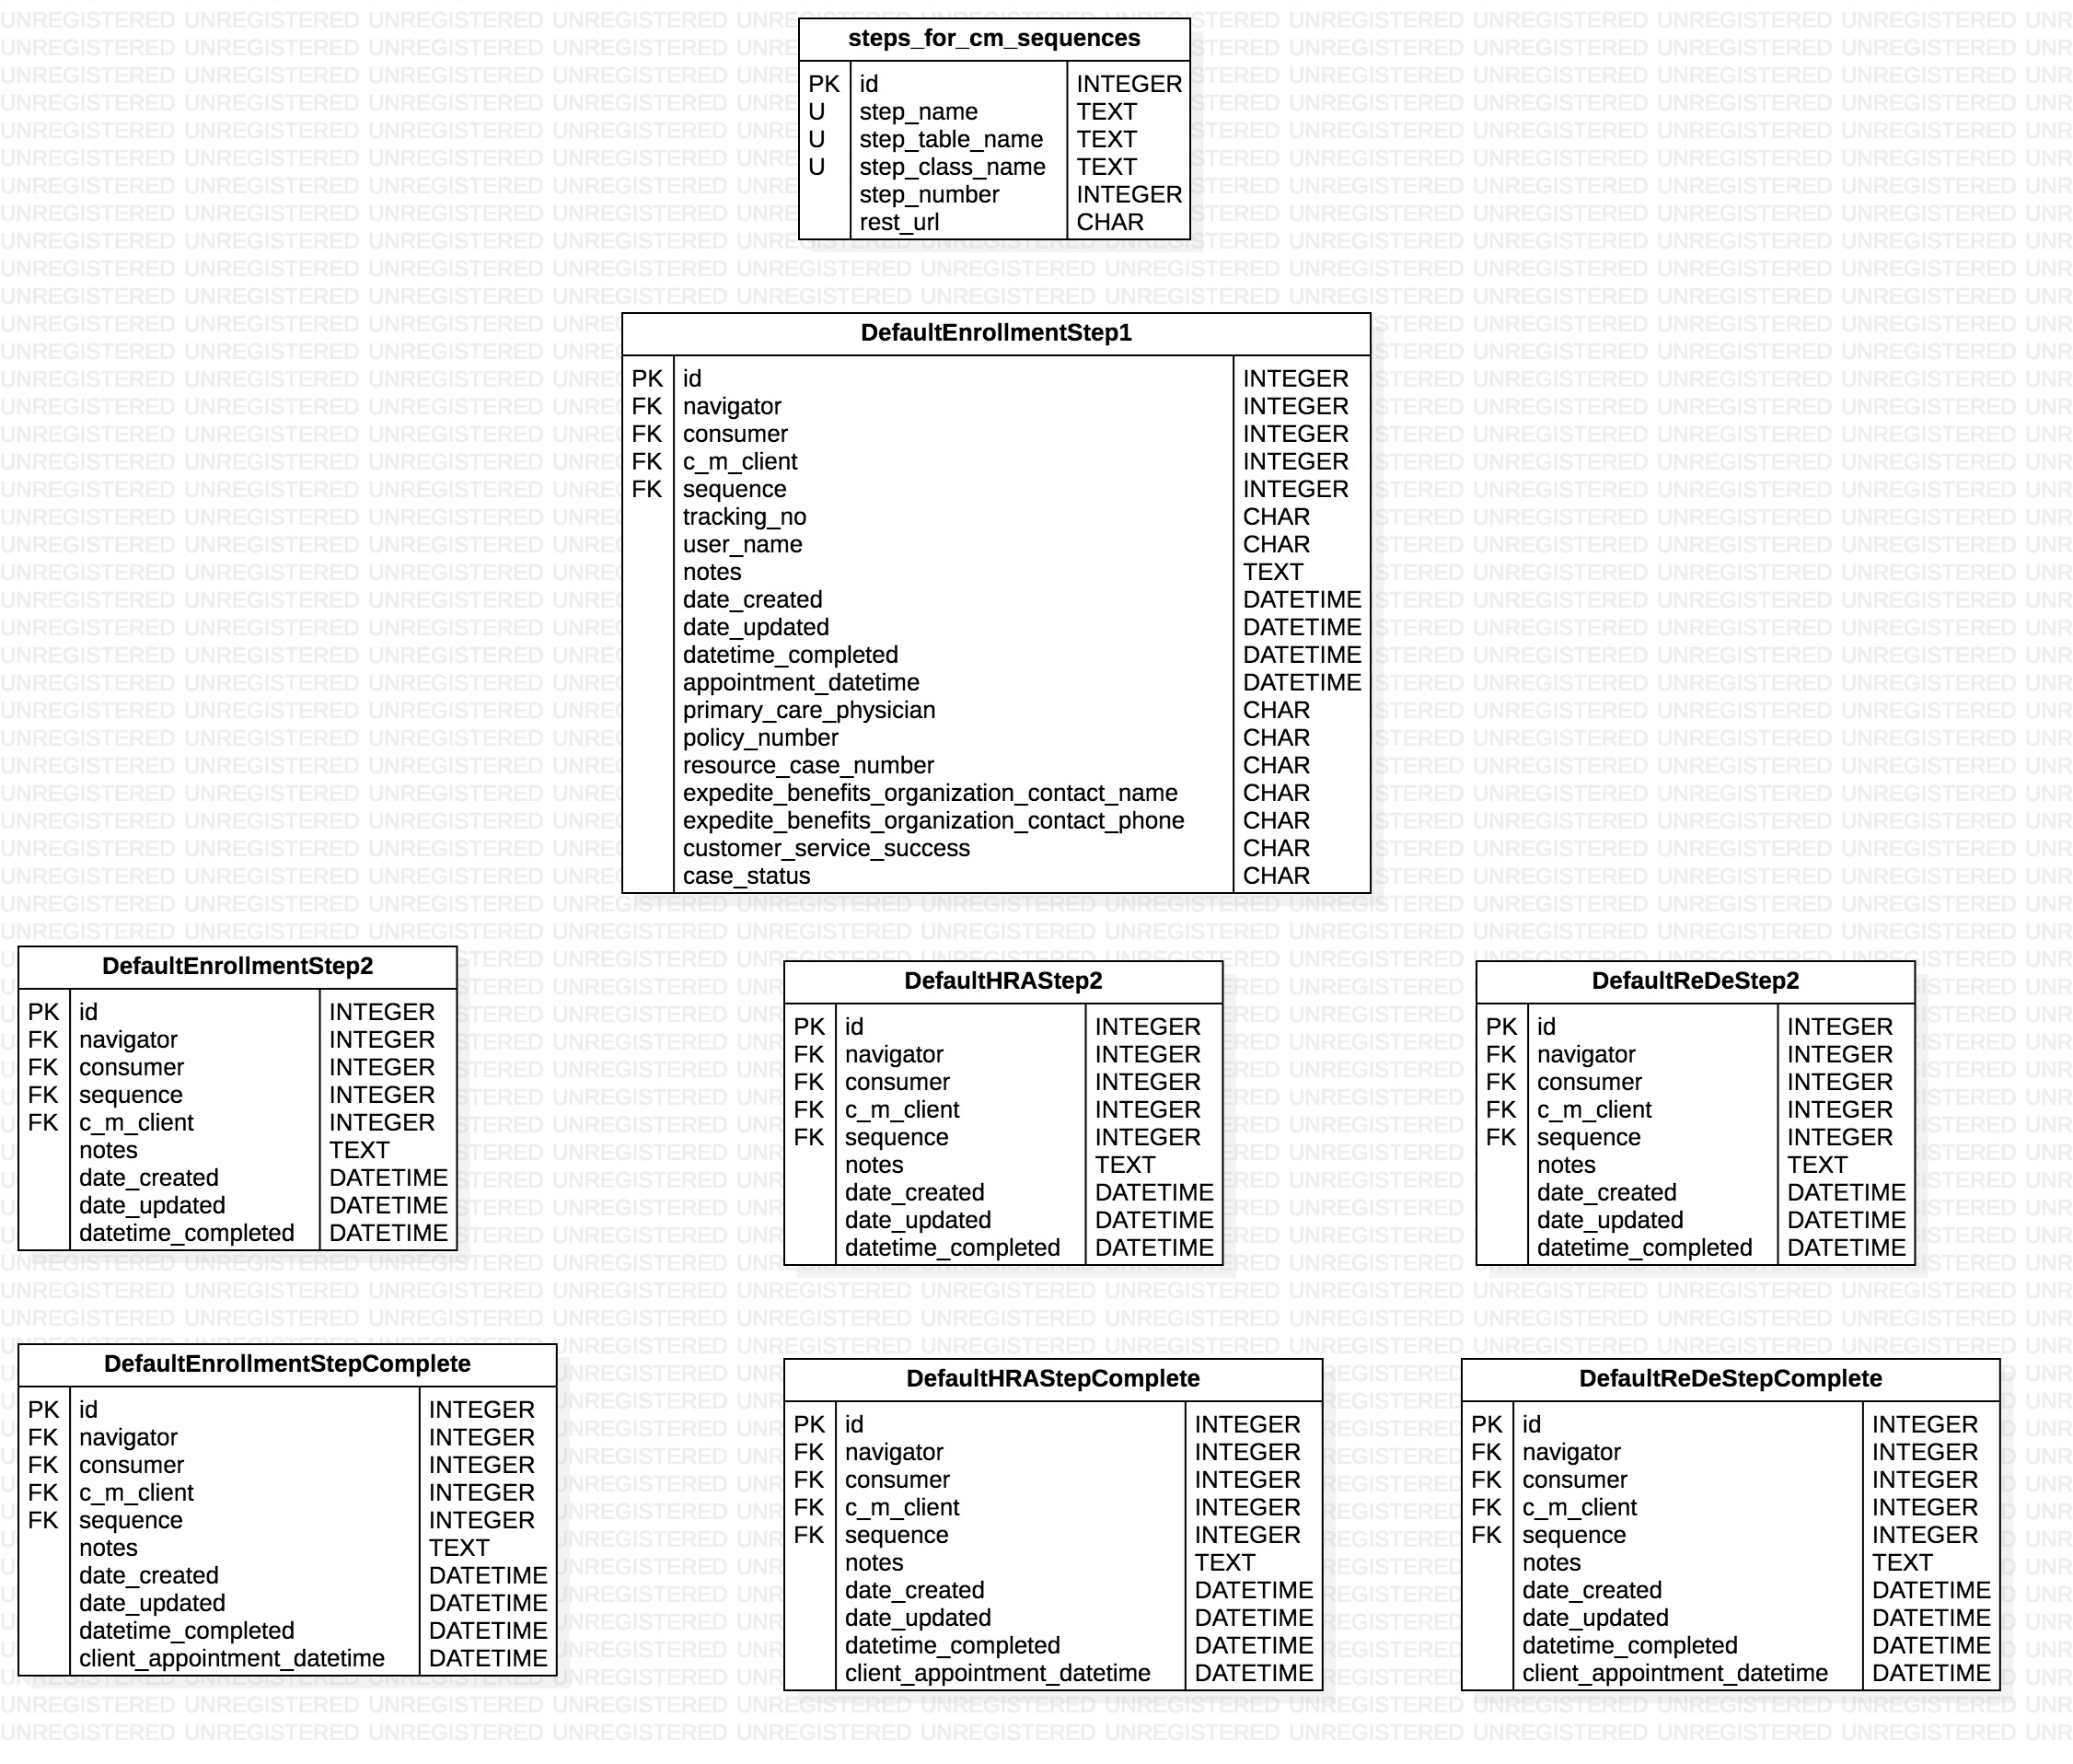 steps_for_cm_sequences
PK id INTEGER
U step_name TEXT
U step_table_name TEXT
U step_class_name TEXT
step_number INTEGER
rest_url CHAR
DefaultEnrollmentStep1
PK id INTEGER
FK navigator INTEGER
FK consumer INTEGER
FK c_m_client INTEGER
FK sequence INTEGER
tracking_no CHAR
user_name CHAR
notes TEXT
date_created DATETIME
date_updated DATETIME
datetime_completed DATETIME
appointment_datetime DATETIME
primary_care_physician CHAR
policy_number CHAR
resource_case_number CHAR
expedite_benefits_organization_contact_name CHAR
expedite_benefits_organization_contact_phone CHAR
customer_service_success CHAR
case_status CHAR
DefaultEnrollmentStep2
PK id INTEGER
FK navigator INTEGER
FK consumer INTEGER
FK sequence INTEGER
FK c_m_client INTEGER
notes TEXT
date_created DATETIME
date_updated DATETIME
datetime_completed DATETIME
DefaultHRAStep2
PK id INTEGER
FK navigator INTEGER
FK consumer INTEGER
FK c_m_client INTEGER
FK sequence INTEGER
notes TEXT
date_created DATETIME
date_updated DATETIME
datetime_completed DATETIME
DefaultReDeStep2
PK id INTEGER
FK navigator INTEGER
FK consumer INTEGER
FK c_m_client INTEGER
FK sequence INTEGER
notes TEXT
date_created DATETIME
date_updated DATETIME
datetime_completed DATETIME
DefaultEnrollmentStepComplete
PK id INTEGER
FK navigator INTEGER
FK consumer INTEGER
FK c_m_client INTEGER
FK sequence INTEGER
notes TEXT
date_created DATETIME
date_updated DATETIME
datetime_completed DATETIME
client_appointment_datetime DATETIME
DefaultHRAStepComplete
PK id INTEGER
FK navigator INTEGER
FK consumer INTEGER
FK c_m_client INTEGER
FK sequence INTEGER
notes TEXT
date_created DATETIME
date_updated DATETIME
datetime_completed DATETIME
client_appointment_datetime DATETIME
DefaultReDeStepComplete
PK id INTEGER
FK navigator INTEGER
FK consumer INTEGER
FK c_m_client INTEGER
FK sequence INTEGER
notes TEXT
date_created DATETIME
date_updated DATETIME
datetime_completed DATETIME
client_appointment_datetime DATETIME
UNREGISTERED